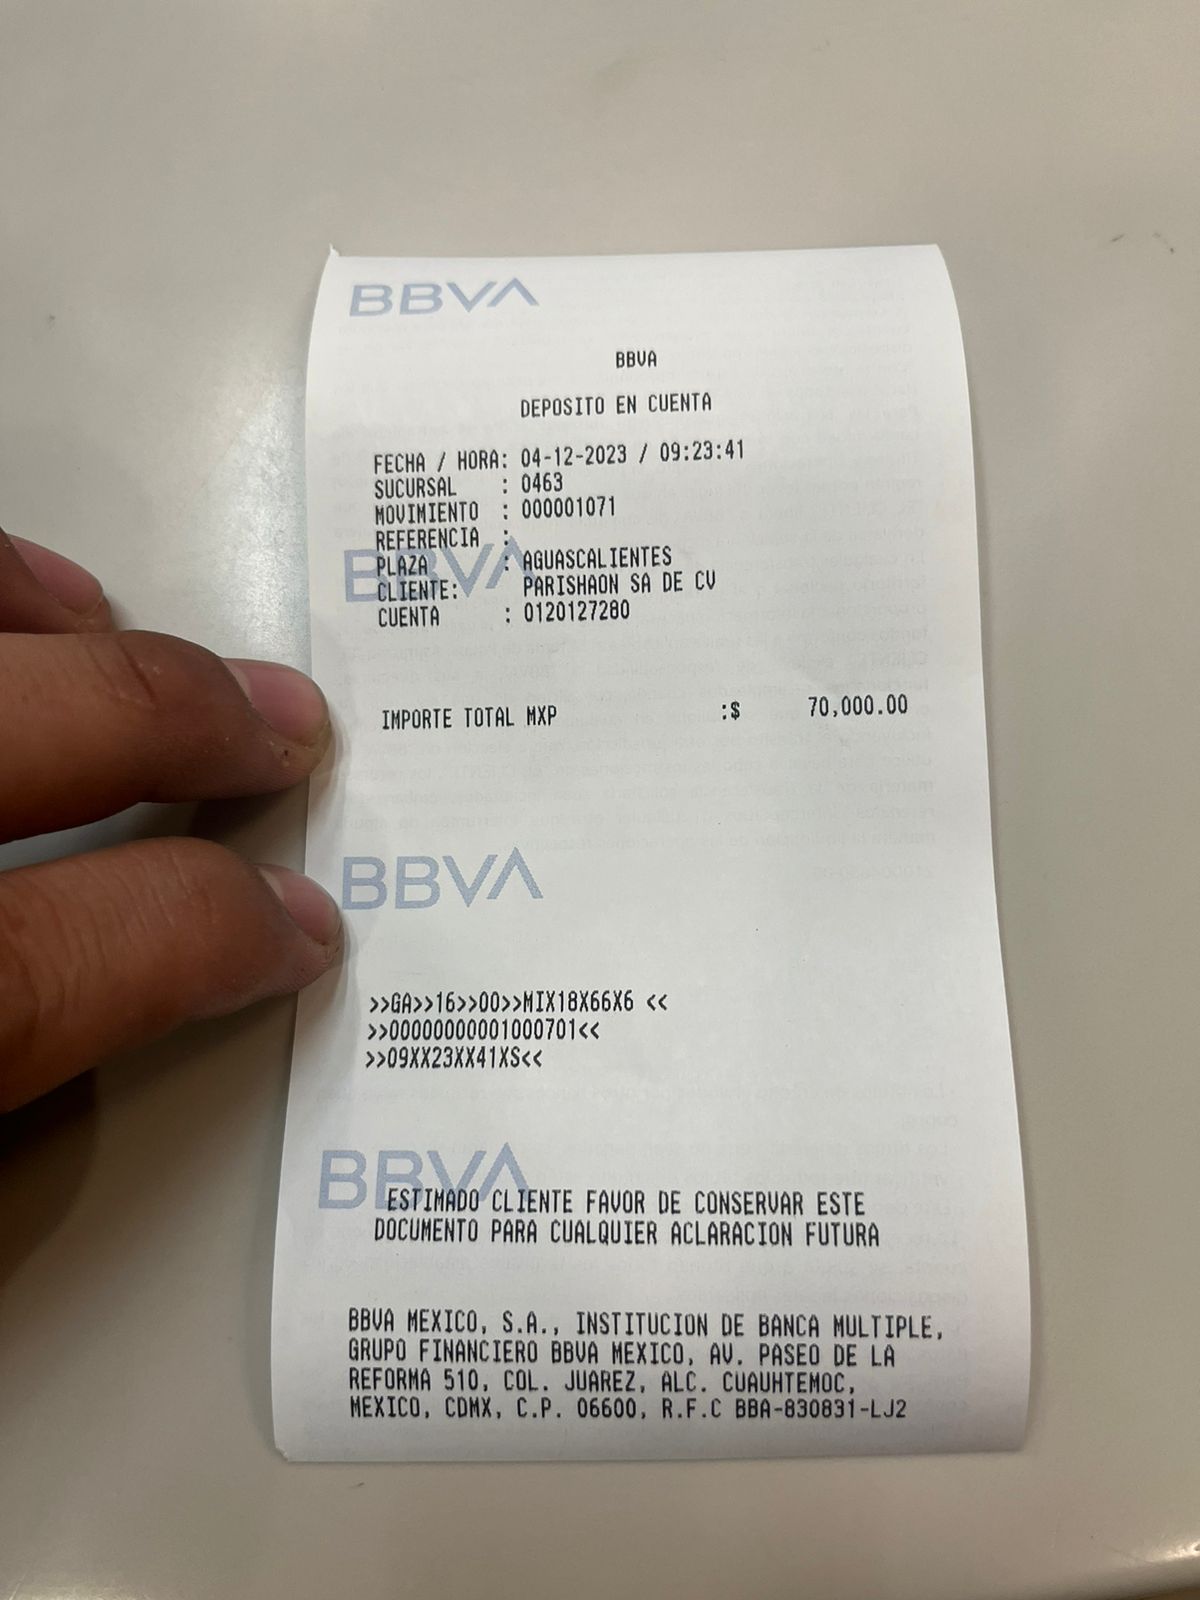 BBVA
BBVA
DEPOSITO EN CUENTA
FECHA / HORA: 04-12-2023 / 09:23:41
SUCURSAL : 0463
MOVIMIENTO : 000001071
REFERENCIA :
BBVA
PLAZA : AGUASCALIENTES
CLIENTE: PARISHAON SA DE CV
CUENTA : 0120127280
IMPORTE TOTAL MXP :$ 70,000.00
BBVA
>>GA>>16>>00>>MIX18X66X6 <<
>>00000000001000701<<
>>09XX23XX41XS<<
BBVA
ESTIMADO CLIENTE FAVOR DE CONSERVAR ESTE
DOCUMENTO PARA CUALQUIER ACLARACION FUTURA
BBVA MEXICO, S.A., INSTITUCION DE BANCA MULTIPLE,
GRUPO FINANCIERO BBVA MEXICO, AV. PASEO DE LA
REFORMA 510, COL. JUAREZ, ALC. CUAUHTEMOC,
MEXICO, CDMX, C.P. 06600, R.F.C BBA-830831-LJ2